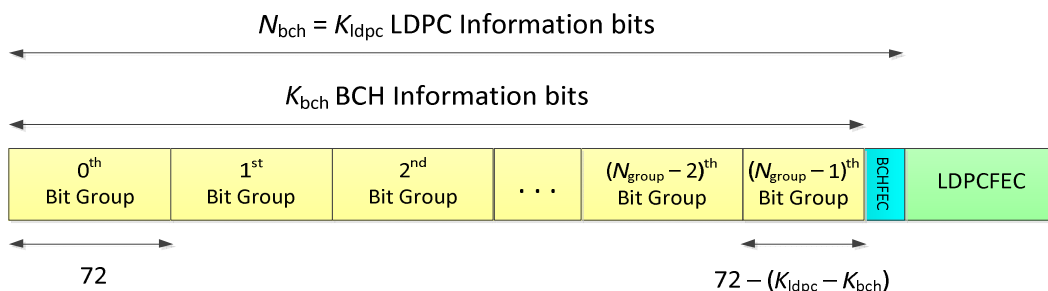 N_bch = K_ldpc LDPC Information bits
K_bch BCH Information bits
0th Bit Group
1st Bit Group
2nd Bit Group
...
(N_group – 2)th Bit Group
(N_group – 1)th Bit Group
BCHFEC
LDPCFEC
72
72 – (K_ldpc – K_bch)